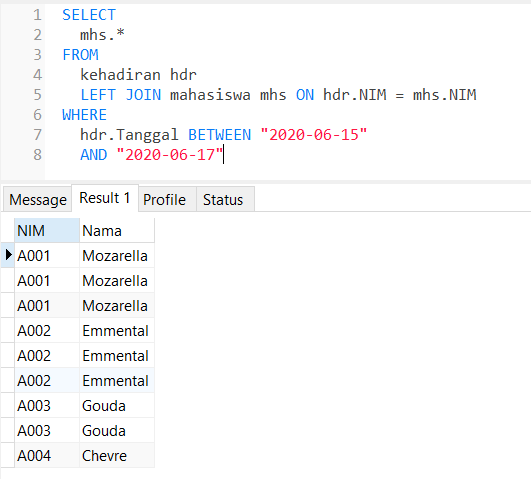 1 SELECT
2 mhs.*
3 FROM
4 kehadiran hdr
5 LEFT JOIN mahasiswa mhs ON hdr.NIM = mhs.NIM
6 WHERE
7 hdr.Tanggal BETWEEN "2020-06-15"
8 AND "2020-06-17"
Message Result 1 Profile Status
NIM Nama
A001 Mozarella
A001 Mozarella
A001 Mozarella
A002 Emmental
A002 Emmental
A002 Emmental
A003 Gouda
A003 Gouda
A004 Chevre